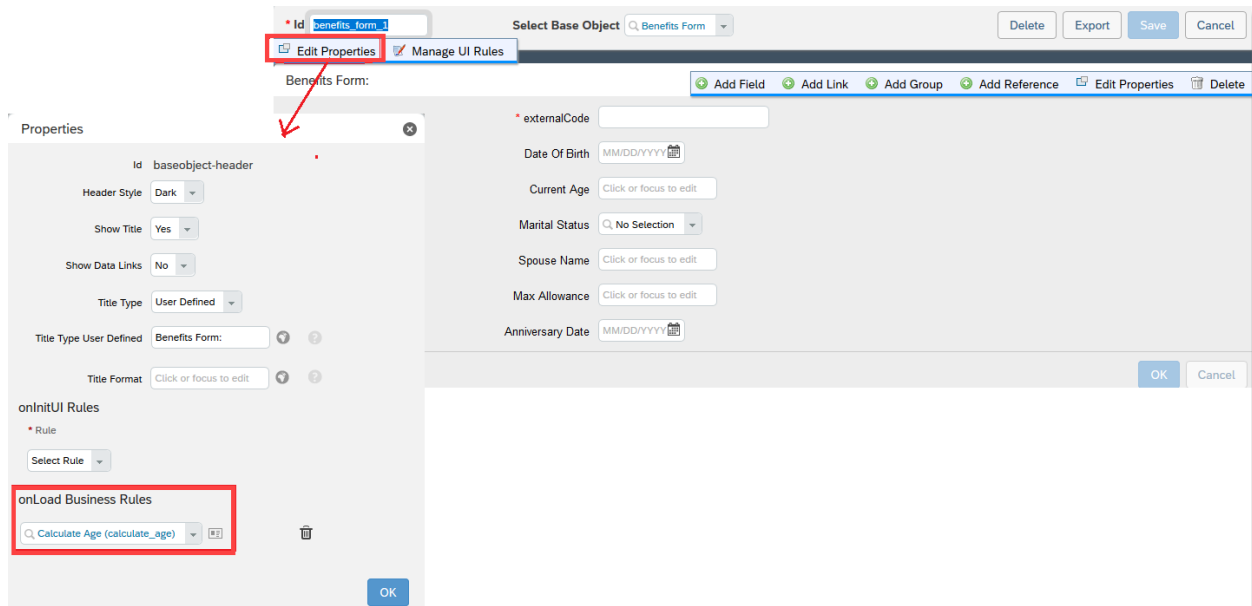 * Id benefits_form_1 Select Base Object Benefits Form Delete Export Save Cancel
Edit Properties Manage UI Rules
Benefits Form: Add Field Add Link Add Group Add Reference Edit Properties Delete
* externalCode
Date Of Birth MM/DD/YYYY
Current Age Click or focus to edit
Marital Status No Selection
Spouse Name Click or focus to edit
Max Allowance Click or focus to edit
Anniversary Date MM/DD/YYYY
OK Cancel
Properties
Id baseobject-header
Header Style Dark
Show Title Yes
Show Data Links No
Title Type User Defined
Title Type User Defined Benefits Form:
Title Format Click or focus to edit
onInitUI Rules
* Rule
Select Rule
onLoad Business Rules
Calculate Age (calculate_age)
OK